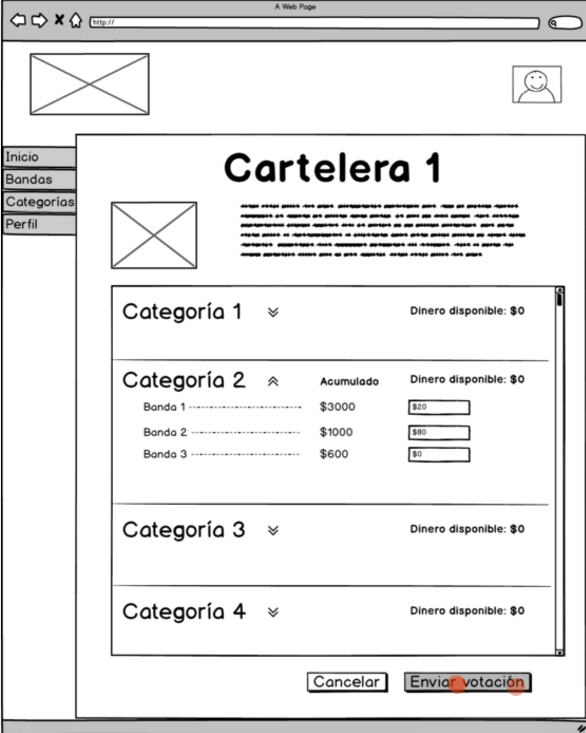 A Web Page
http://
Inicio
Bandas
Categorías
Perfil
Cartelera 1
Categoría 1 Dinero disponible: $0
Categoría 2 Acumulado Dinero disponible: $0
Banda 1 $3000 $20
Banda 2 $1000 $80
Banda 3 $600 $0
Categoría 3 Dinero disponible: $0
Categoría 4 Dinero disponible: $0
Cancelar Enviar votación